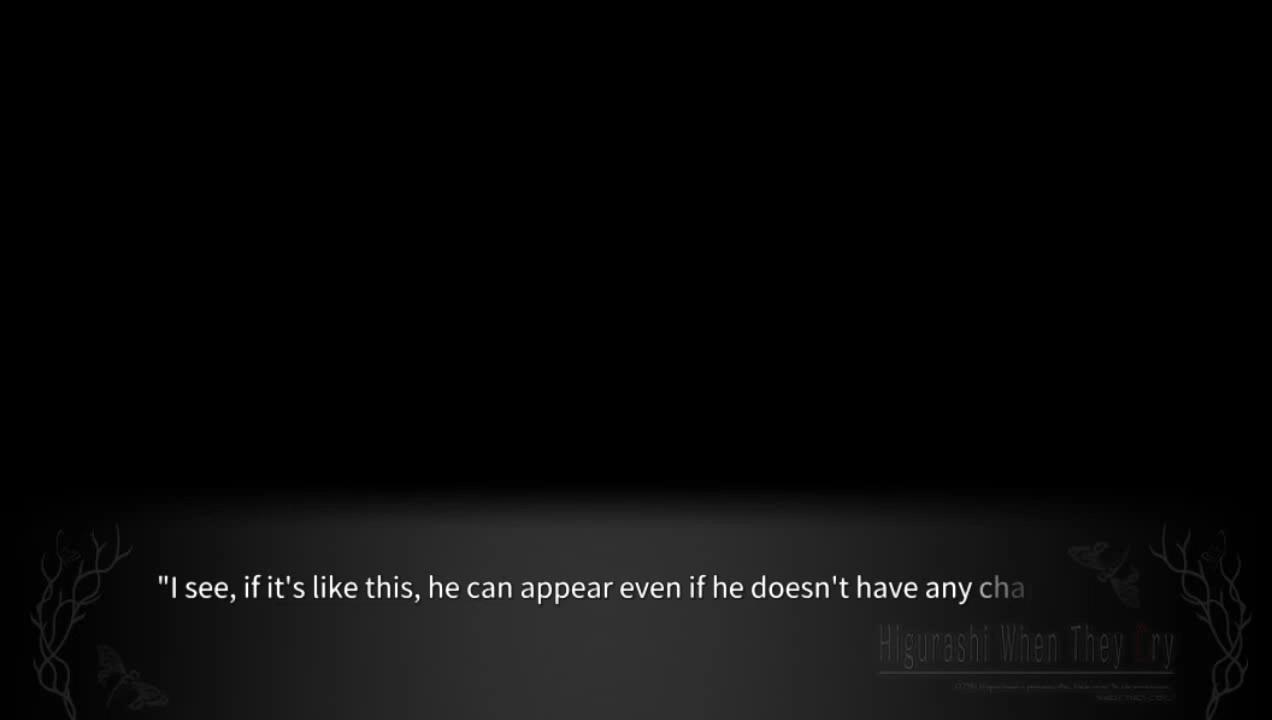 "I see, if it's like this, he can appear even if he doesn't have any cha
Higurashi When They Cry